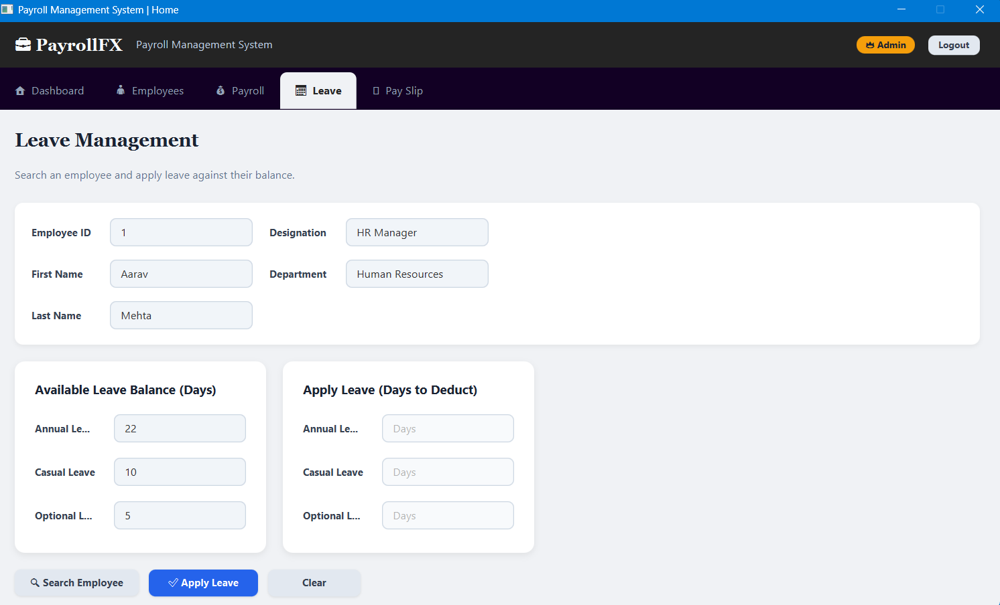 Payroll Management System | Home
PayrollFX Payroll Management System Admin Logout
Dashboard Employees Payroll Leave Pay Slip
Leave Management
Search an employee and apply leave against their balance.
Employee ID 1 Designation HR Manager
First Name Aarav Department Human Resources
Last Name Mehta
Available Leave Balance (Days)
Annual Le... 22
Casual Leave 10
Optional L... 5
Apply Leave (Days to Deduct)
Annual Le... Days
Casual Leave Days
Optional L... Days
Search Employee Apply Leave Clear